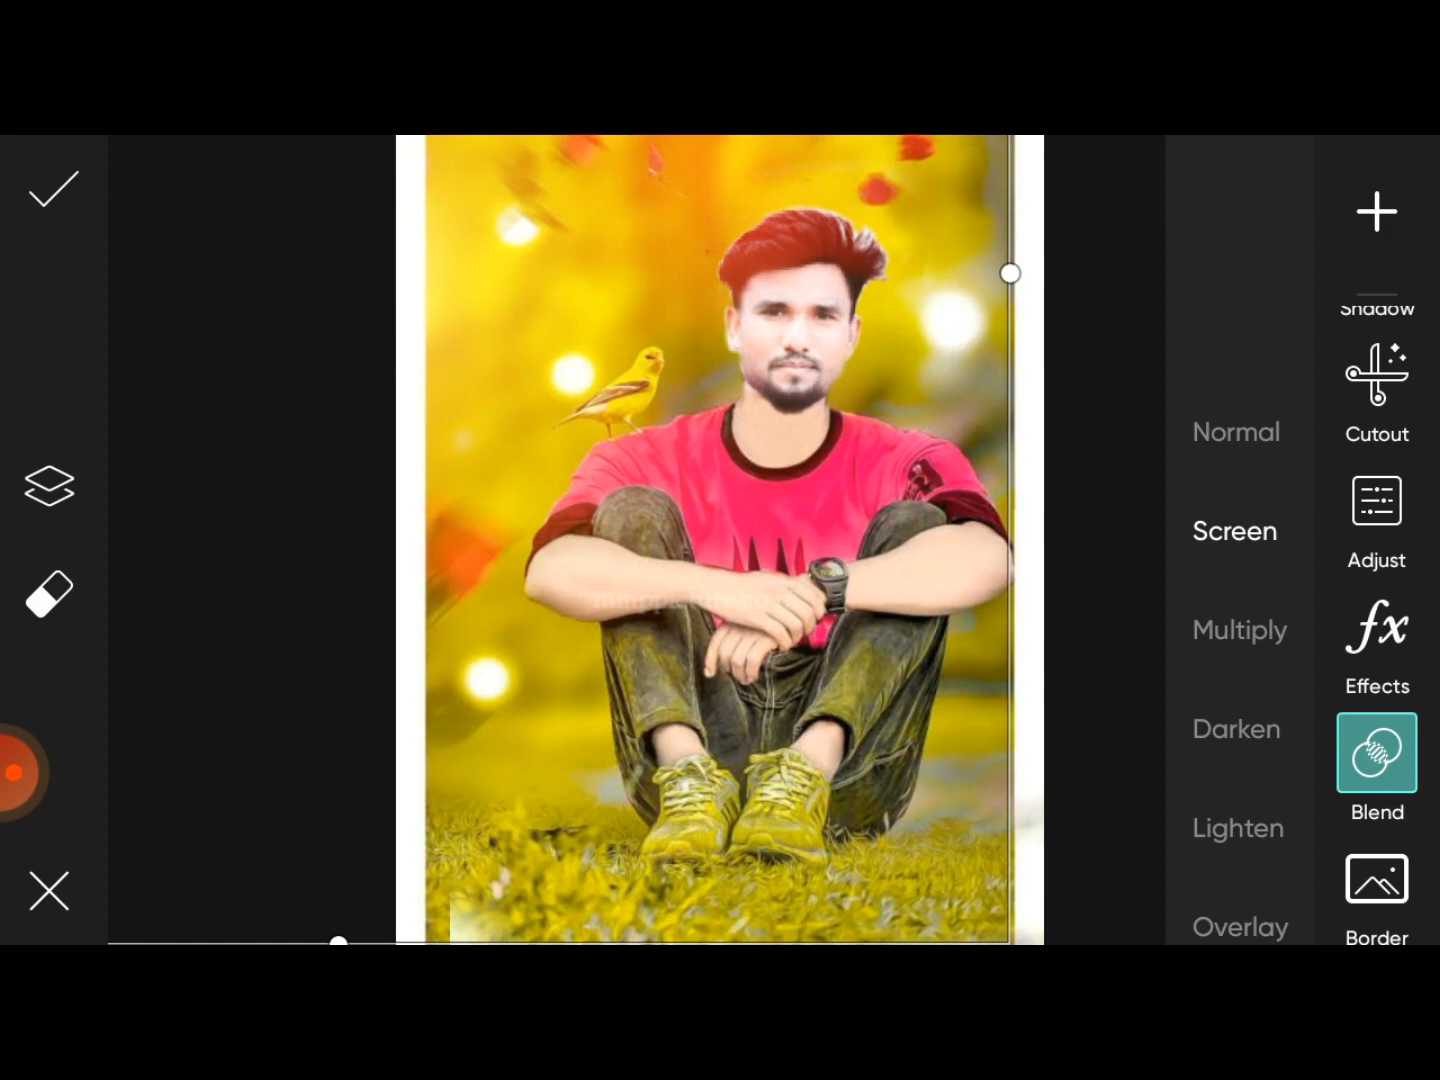 Shadow
Cutout
Normal
Screen
Adjust
Multiply
Effects
Darken
Blend
Lighten
Overlay
Border